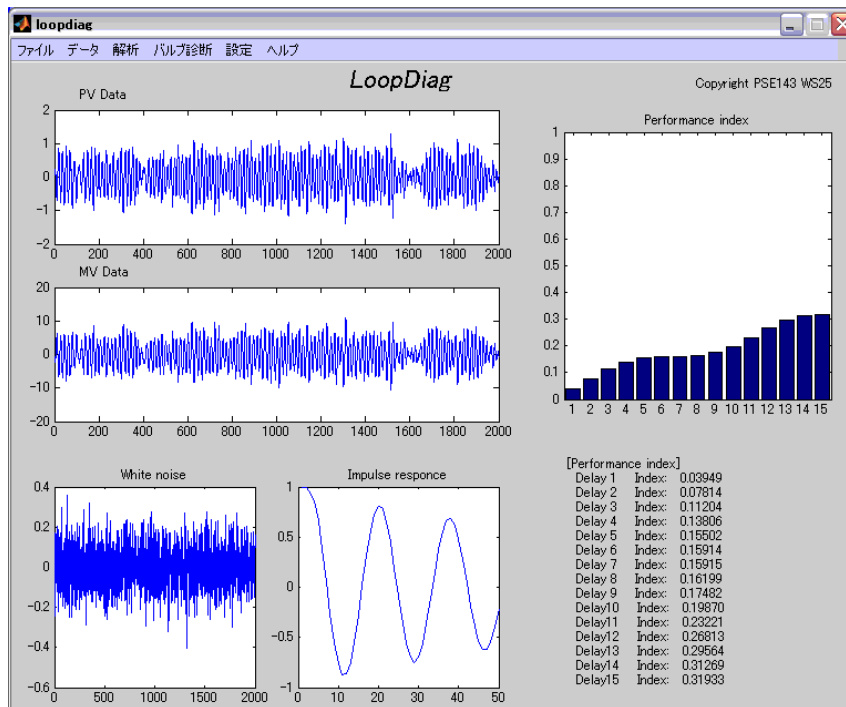 loopdiag
ファイル データ 解析 バルブ診断 設定 ヘルプ
LoopDiag
Copyright PSE143 WS25
PV Data
2
1
0
-1
-2
0 200 400 600 800 1000 1200 1400 1600 1800 2000
MV Data
20
10
0
-10
-20
0 200 400 600 800 1000 1200 1400 1600 1800 2000
Performance index
1
0.9
0.8
0.7
0.6
0.5
0.4
0.3
0.2
0.1
0
1 2 3 4 5 6 7 8 9 10 11 12 13 14 15
White noise
0.4
0.2
0
-0.2
-0.4
-0.6
0 500 1000 1500 2000
Impulse responce
1
0.5
0
-0.5
-1
0 10 20 30 40 50
[Performance index]
Delay 1 Index: 0.03949
Delay 2 Index: 0.07814
Delay 3 Index: 0.11204
Delay 4 Index: 0.13806
Delay 5 Index: 0.15502
Delay 6 Index: 0.15914
Delay 7 Index: 0.15915
Delay 8 Index: 0.16199
Delay 9 Index: 0.17482
Delay10 Index: 0.19870
Delay11 Index: 0.23221
Delay12 Index: 0.26813
Delay13 Index: 0.29564
Delay14 Index: 0.31269
Delay15 Index: 0.31933